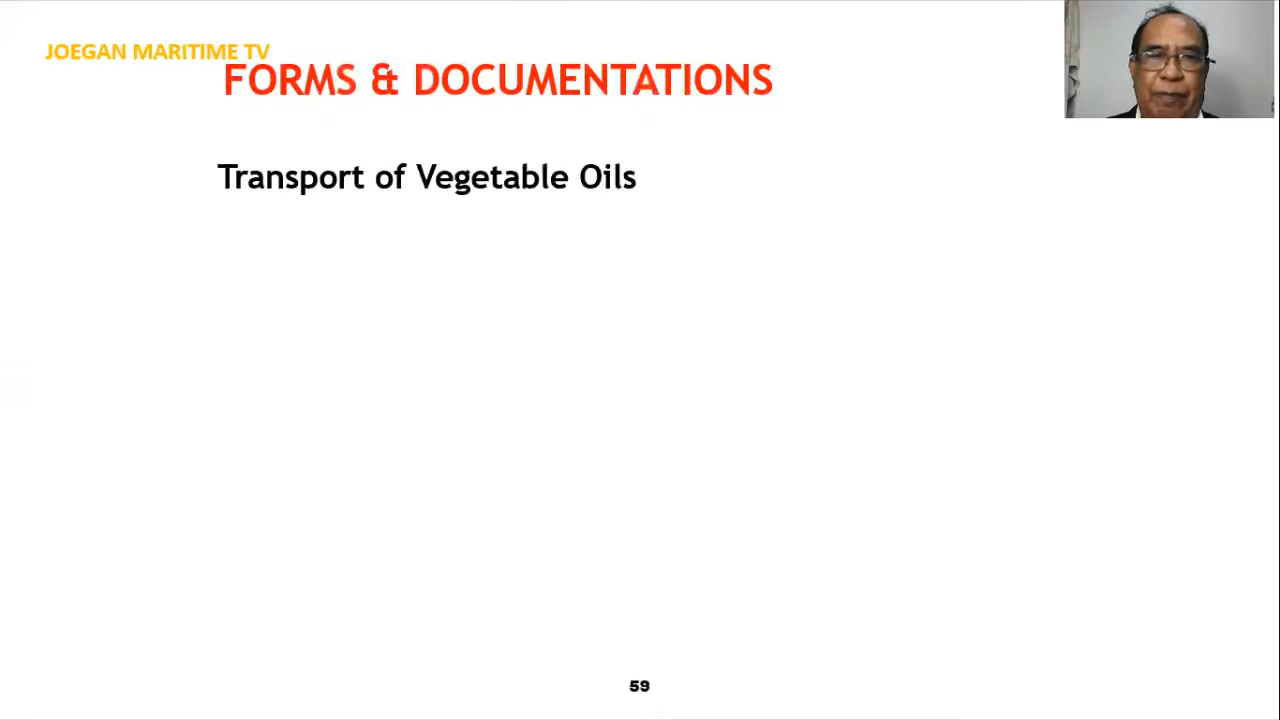 JOEGAN MARITIME TV
FORMS & DOCUMENTATIONS
Transport of Vegetable Oils
59